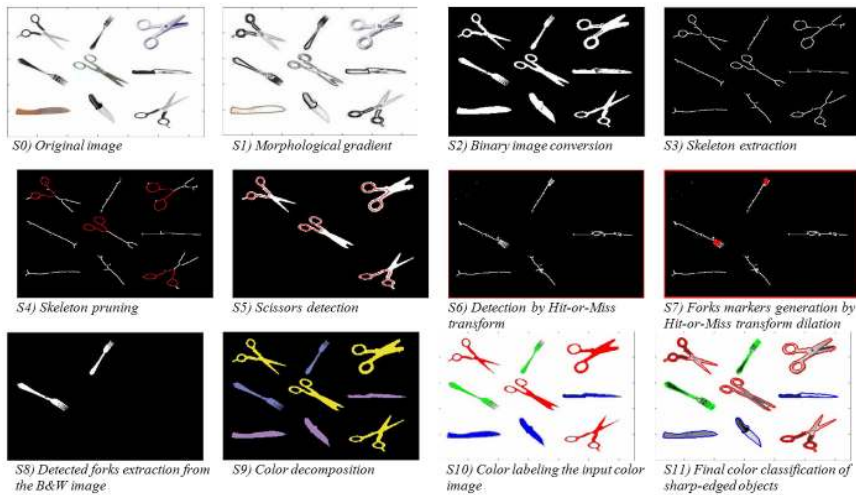 S0) Original image
S1) Morphological gradient
S2) Binary image conversion
S3) Skeleton extraction
S4) Skeleton pruning
S5) Scissors detection
S6) Detection by Hit-or-Miss
transform
S7) Forks markers generation by
Hit-or-Miss transform dilation
S8) Detected forks extraction from
the B&W image
S9) Color decomposition
S10) Color labeling the input color
image
S11) Final color classification of
sharp-edged objects